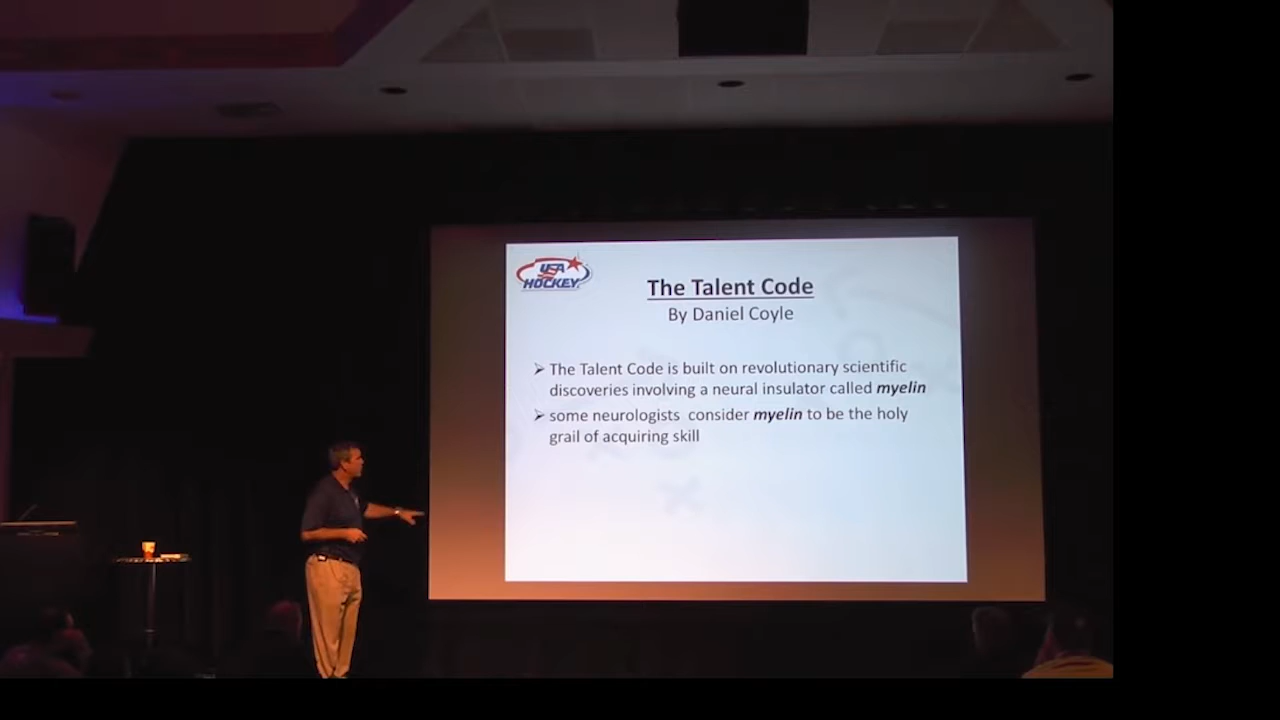 USA
HOCKEY
The Talent Code
By Daniel Coyle
➢ The Talent Code is built on revolutionary scientific
discoveries involving a neural insulator called myelin
➢ some neurologists consider myelin to be the holy
grail of acquiring skill